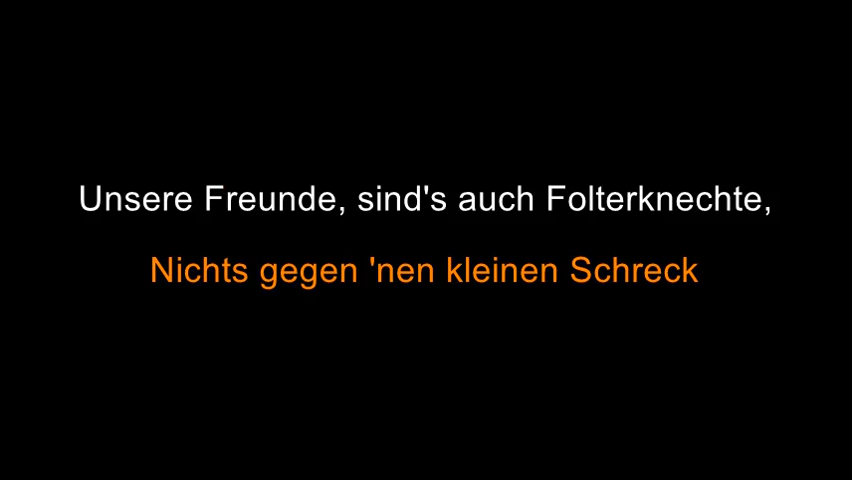 Unsere Freunde, sind's auch Folterknechte,
Nichts gegen 'nen kleinen Schreck